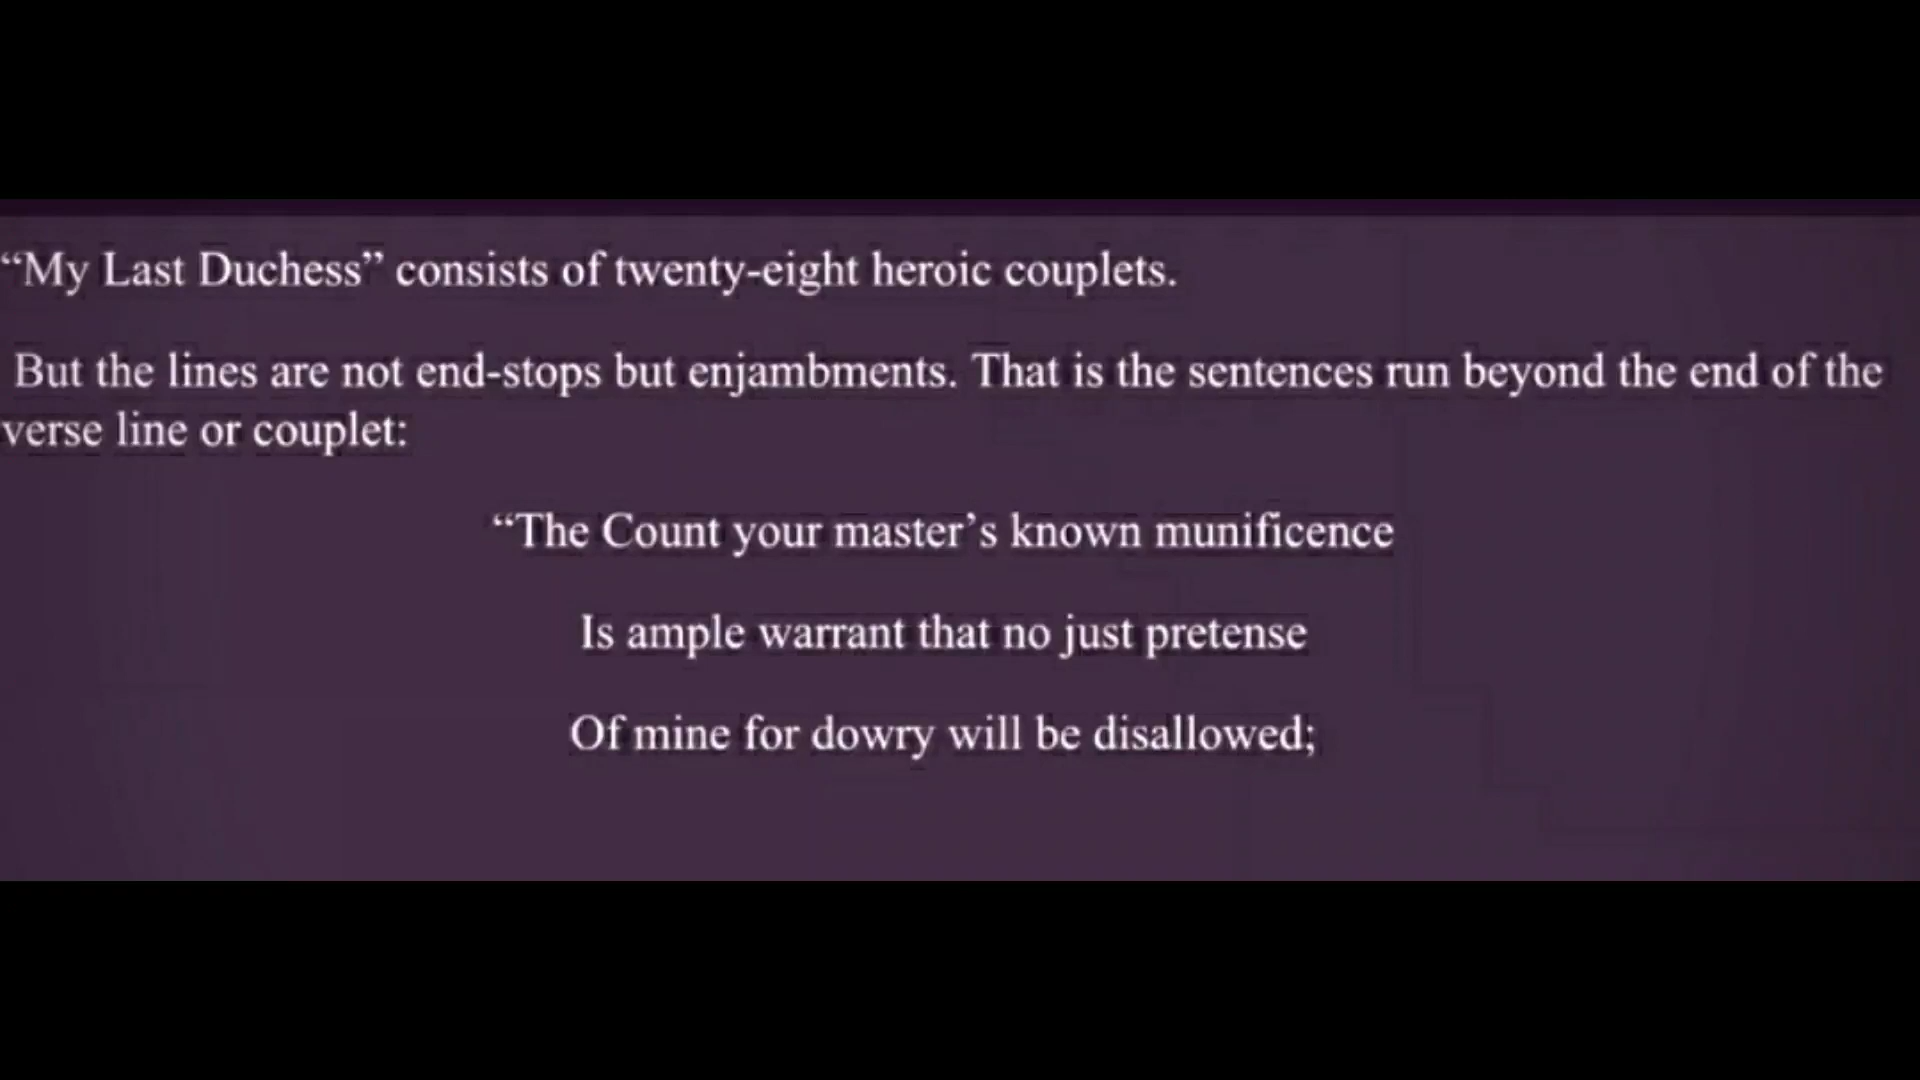 “My Last Duchess” consists of twenty-eight heroic couplets.
But the lines are not end-stops but enjambments. That is the sentences run beyond the end of the
verse line or couplet:
“The Count your master’s known munificence
Is ample warrant that no just pretense
Of mine for dowry will be disallowed;